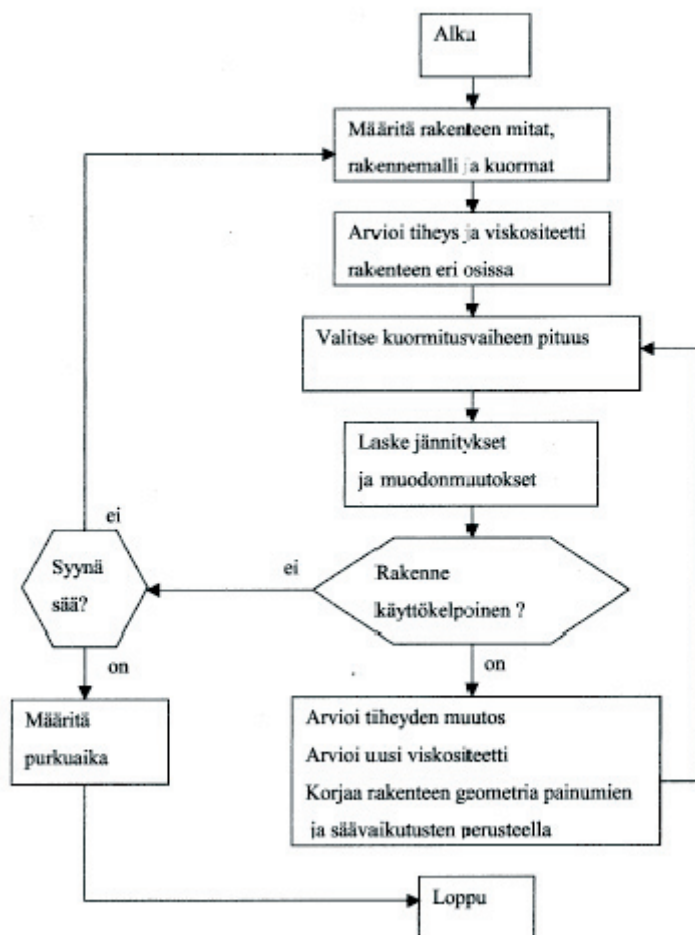 Alku
Määritä rakenteen mitat,
rakennemalli ja kuormat
Arvioi tiheys ja viskositeetti
rakenteen eri osissa
Valitse kuormitusvaiheen pituus
Laske jännitykset
ja muodonmuutokset
ei
Syynä
sää?
ei
Rakenne
käyttökelpoinen ?
on
on
Määritä
purkuaika
Arvioi tiheyden muutos
Arvioi uusi viskositeetti
Korjaa rakenteen geometria painumien
ja säävaikutusten perusteella
Loppu